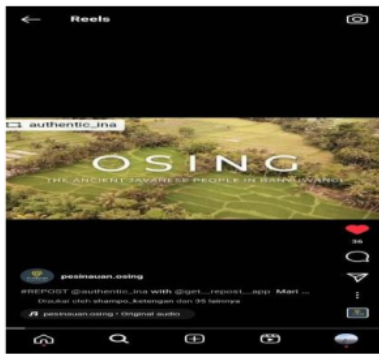 Reels
authentic_ina
OSING
THE ANCIENT JAVANESE PEOPLE IN BANYUWANGI
36
pesinauan.osing
#REPOST @authentic_ina with @get_repost_app Mari ...
Disukai oleh shampo_ketengan dan 35 lainnya
pesinauan.osing • Original audio